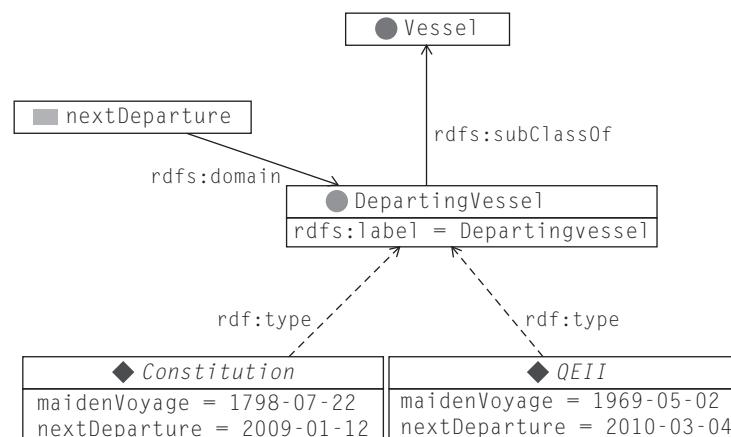 Vessel
nextDeparture
rdfs:subClassOf
rdfs:domain
DepartingVessel
rdfs:label = Departingvessel
rdf:type
rdf:type
Constitution
maidenVoyage = 1798-07-22
nextDeparture = 2009-01-12
QEII
maidenVoyage = 1969-05-02
nextDeparture = 2010-03-04